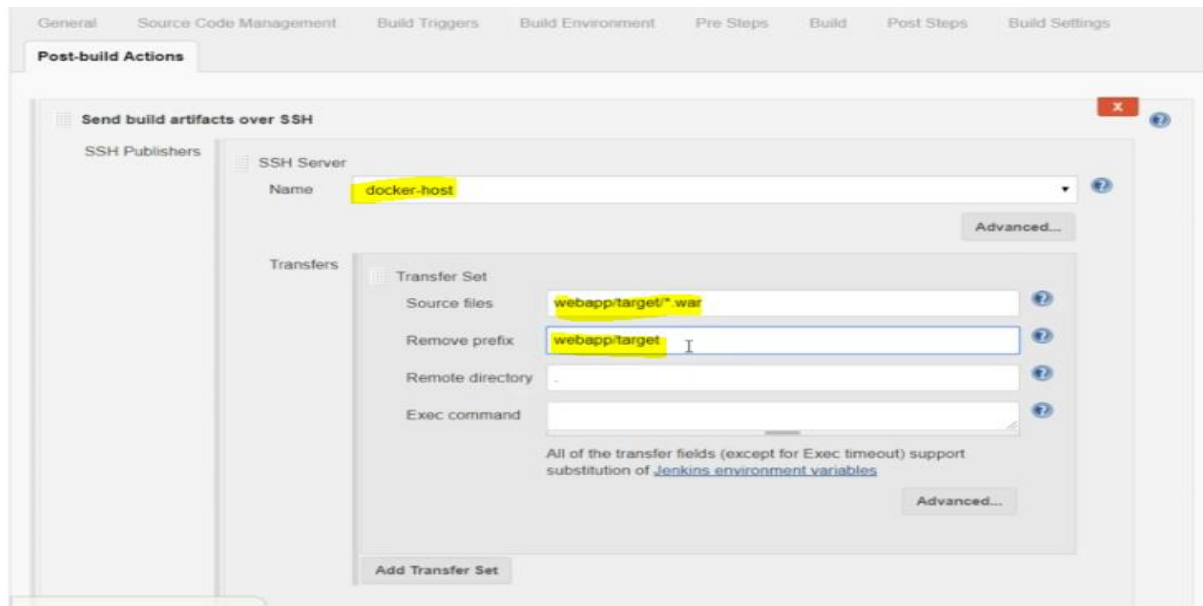 General Source Code Management Build Triggers Build Environment Pre Steps Build Post Steps Build Settings
Post-build Actions
X
Send build artifacts over SSH
SSH Publishers
SSH Server
Name docker-host
Advanced...
Transfers
Transfer Set
Source files webapp/target/*.war
Remove prefix webapp/target
Remote directory .
Exec command
All of the transfer fields (except for Exec timeout) support
substitution of Jenkins environment variables
Advanced...
Add Transfer Set